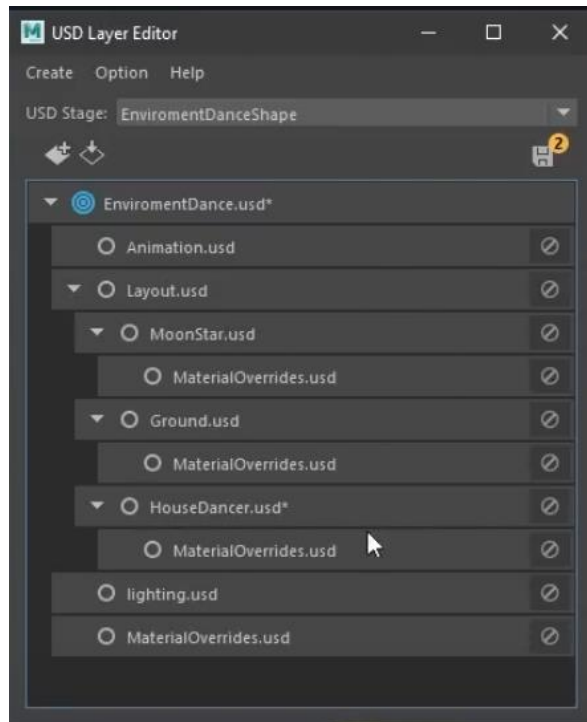 USD Layer Editor
Create Option Help
USD Stage: EnviromentDanceShape
2
EnviromentDance.usd*
Animation.usd
Layout.usd
MoonStar.usd
MaterialOverrides.usd
Ground.usd
MaterialOverrides.usd
HouseDancer.usd*
MaterialOverrides.usd
lighting.usd
MaterialOverrides.usd